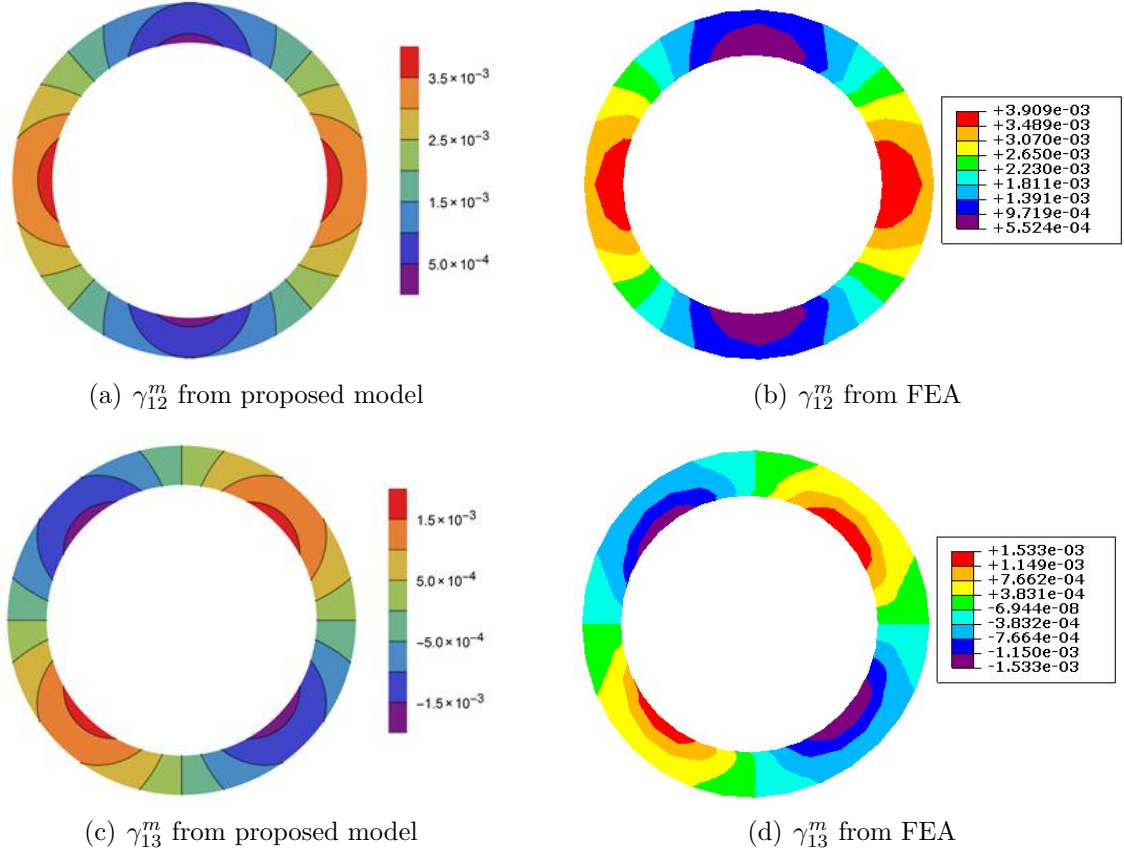 3.5×10⁻³
2.5×10⁻³
1.5×10⁻³
5.0×10⁻⁴
+3.909e-03
+3.489e-03
+3.070e-03
+2.650e-03
+2.230e-03
+1.811e-03
+1.391e-03
+9.719e-04
+5.524e-04
(a) γ₁₂ᵐ from proposed model
(b) γ₁₂ᵐ from FEA
1.5×10⁻³
5.0×10⁻⁴
−5.0×10⁻⁴
−1.5×10⁻³
+1.533e-03
+1.149e-03
+7.662e-04
+3.831e-04
-6.944e-08
-3.832e-04
-7.664e-04
-1.150e-03
-1.533e-03
(c) γ₁₃ᵐ from proposed model
(d) γ₁₃ᵐ from FEA